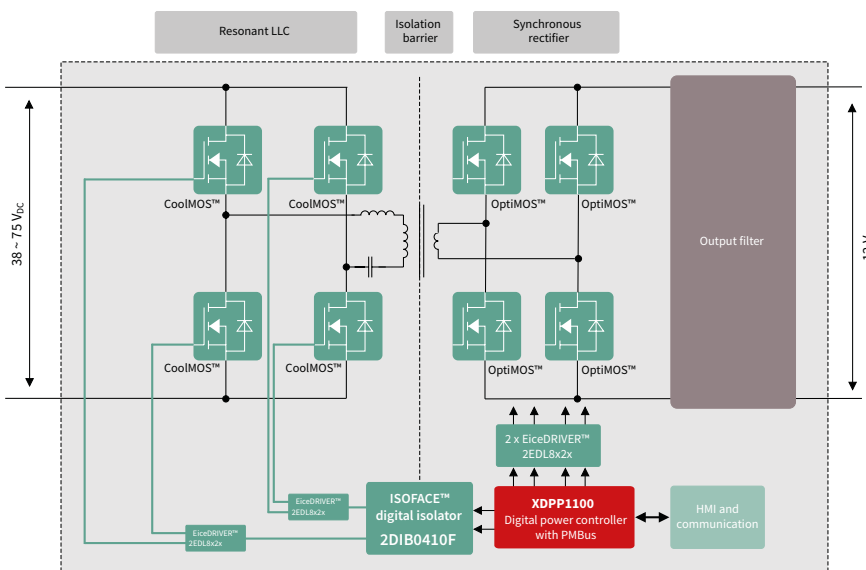 Resonant LLC
Isolation
barrier
Synchronous
rectifier
CoolMOS™
CoolMOS™
OptiMOS™
OptiMOS™
38 ~ 75 VDC
Output filter
CoolMOS™
CoolMOS™
OptiMOS™
OptiMOS™
2 x EiceDRIVER™
2EDL8x2x
EiceDRIVER™
2EDL8x2x
ISOFACE™
digital isolator
2DIB0410F
XDPP1100
Digital power controller
with PMBus
HMI and
communication
EiceDRIVER™
2EDL8x2x